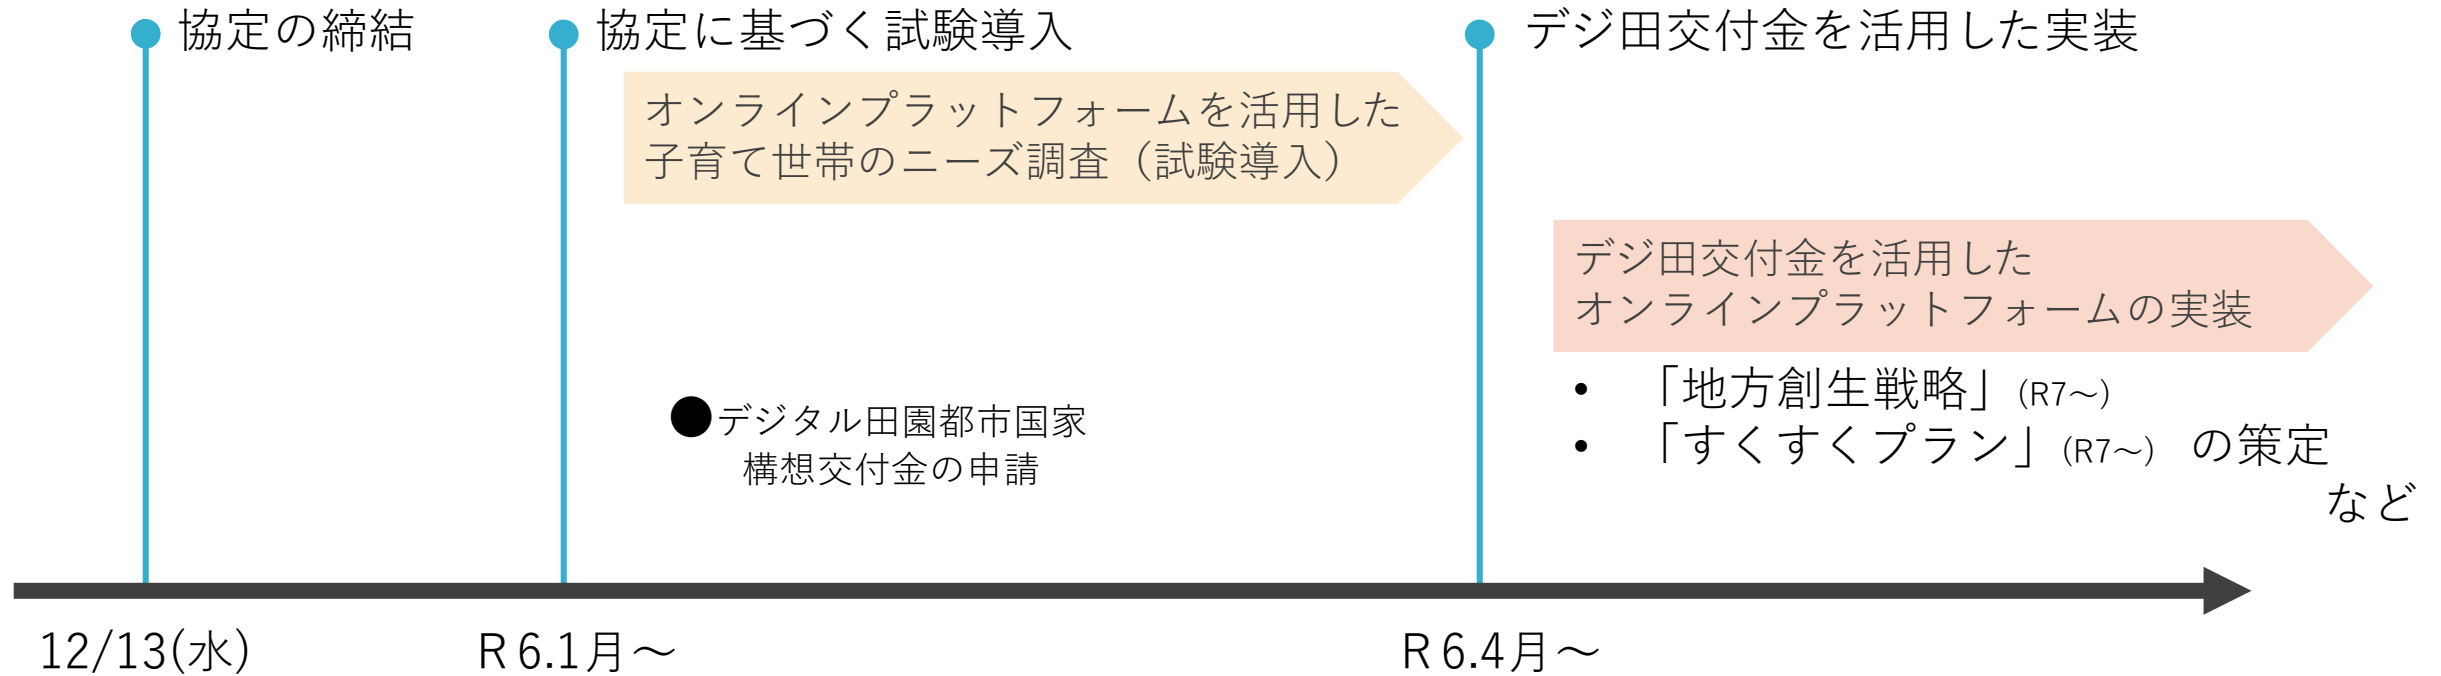 協定の締結
協定に基づく試験導入
デジ田交付金を活用した実装
オンラインプラットフォームを活用した
子育て世帯のニーズ調査（試験導入）
デジ田交付金を活用した
オンラインプラットフォームの実装
• 「地方創生戦略」(R7～)
• 「すくすくプラン」(R7～) の策定
など
●デジタル田園都市国家
構想交付金の申請
12/13(水)
Ｒ6.1月～
Ｒ6.4月～